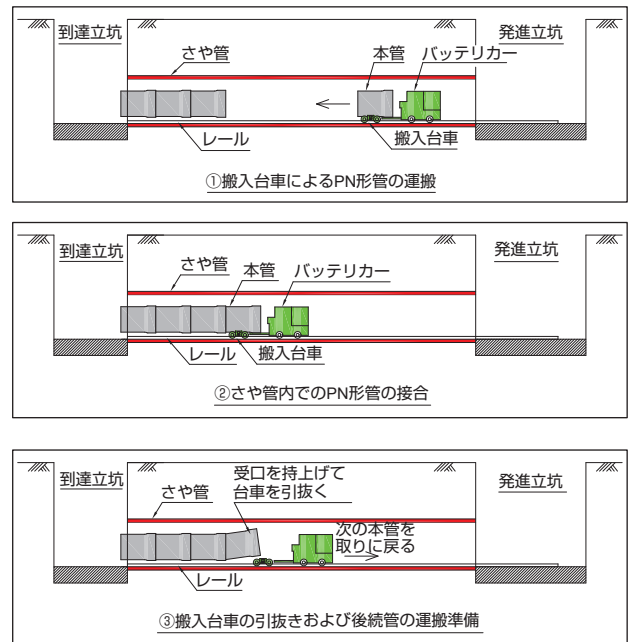 到達立坑
発進立坑
さや管
本管
バッテリカー
レール
搬入台車
①搬入台車によるPN形管の運搬
到達立坑
発進立坑
さや管
本管
バッテリカー
レール
搬入台車
②さや管内でのPN形管の接合
到達立坑
受口を持上げて
台車を引抜く
発進立坑
さや管
次の本管を
取りに戻る
レール
③搬入台車の引抜きおよび後続管の運搬準備